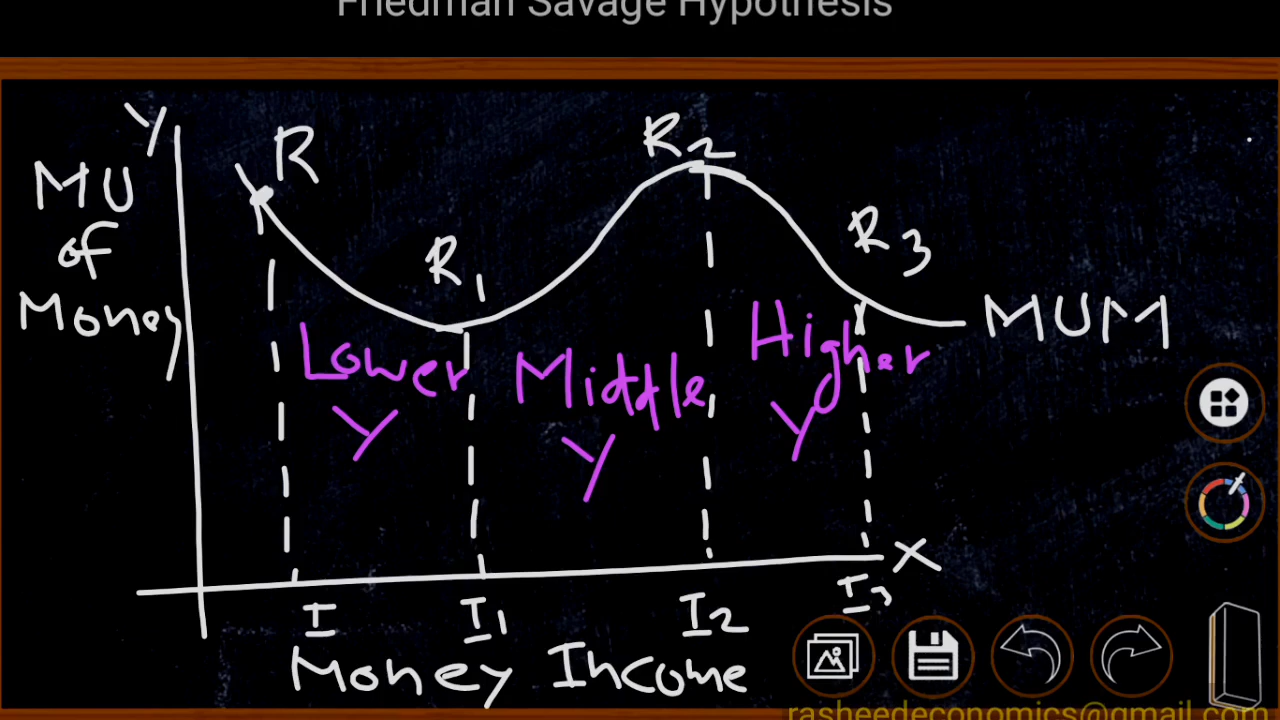 Friedman Savage Hypothesis
Y
MU
of
Money
R
R1
R2
R3
MUM
Lower
Y
Middle
Y
Higher
Y
X
I
I1
I2
I3
Money Income
rasheedeconomics@gmail.com